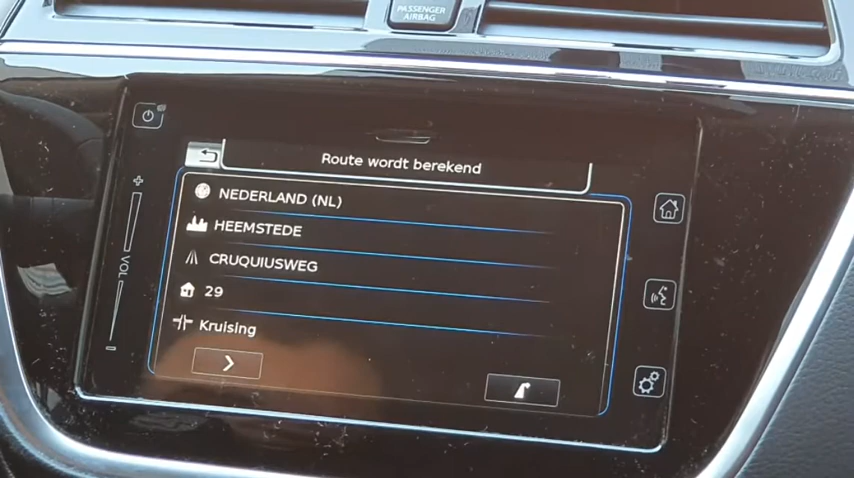 PASSENGER
AIRBAG
Route wordt berekend
NEDERLAND (NL)
HEEMSTEDE
CRUQUIUSWEG
29
Kruising
+
VOL
-